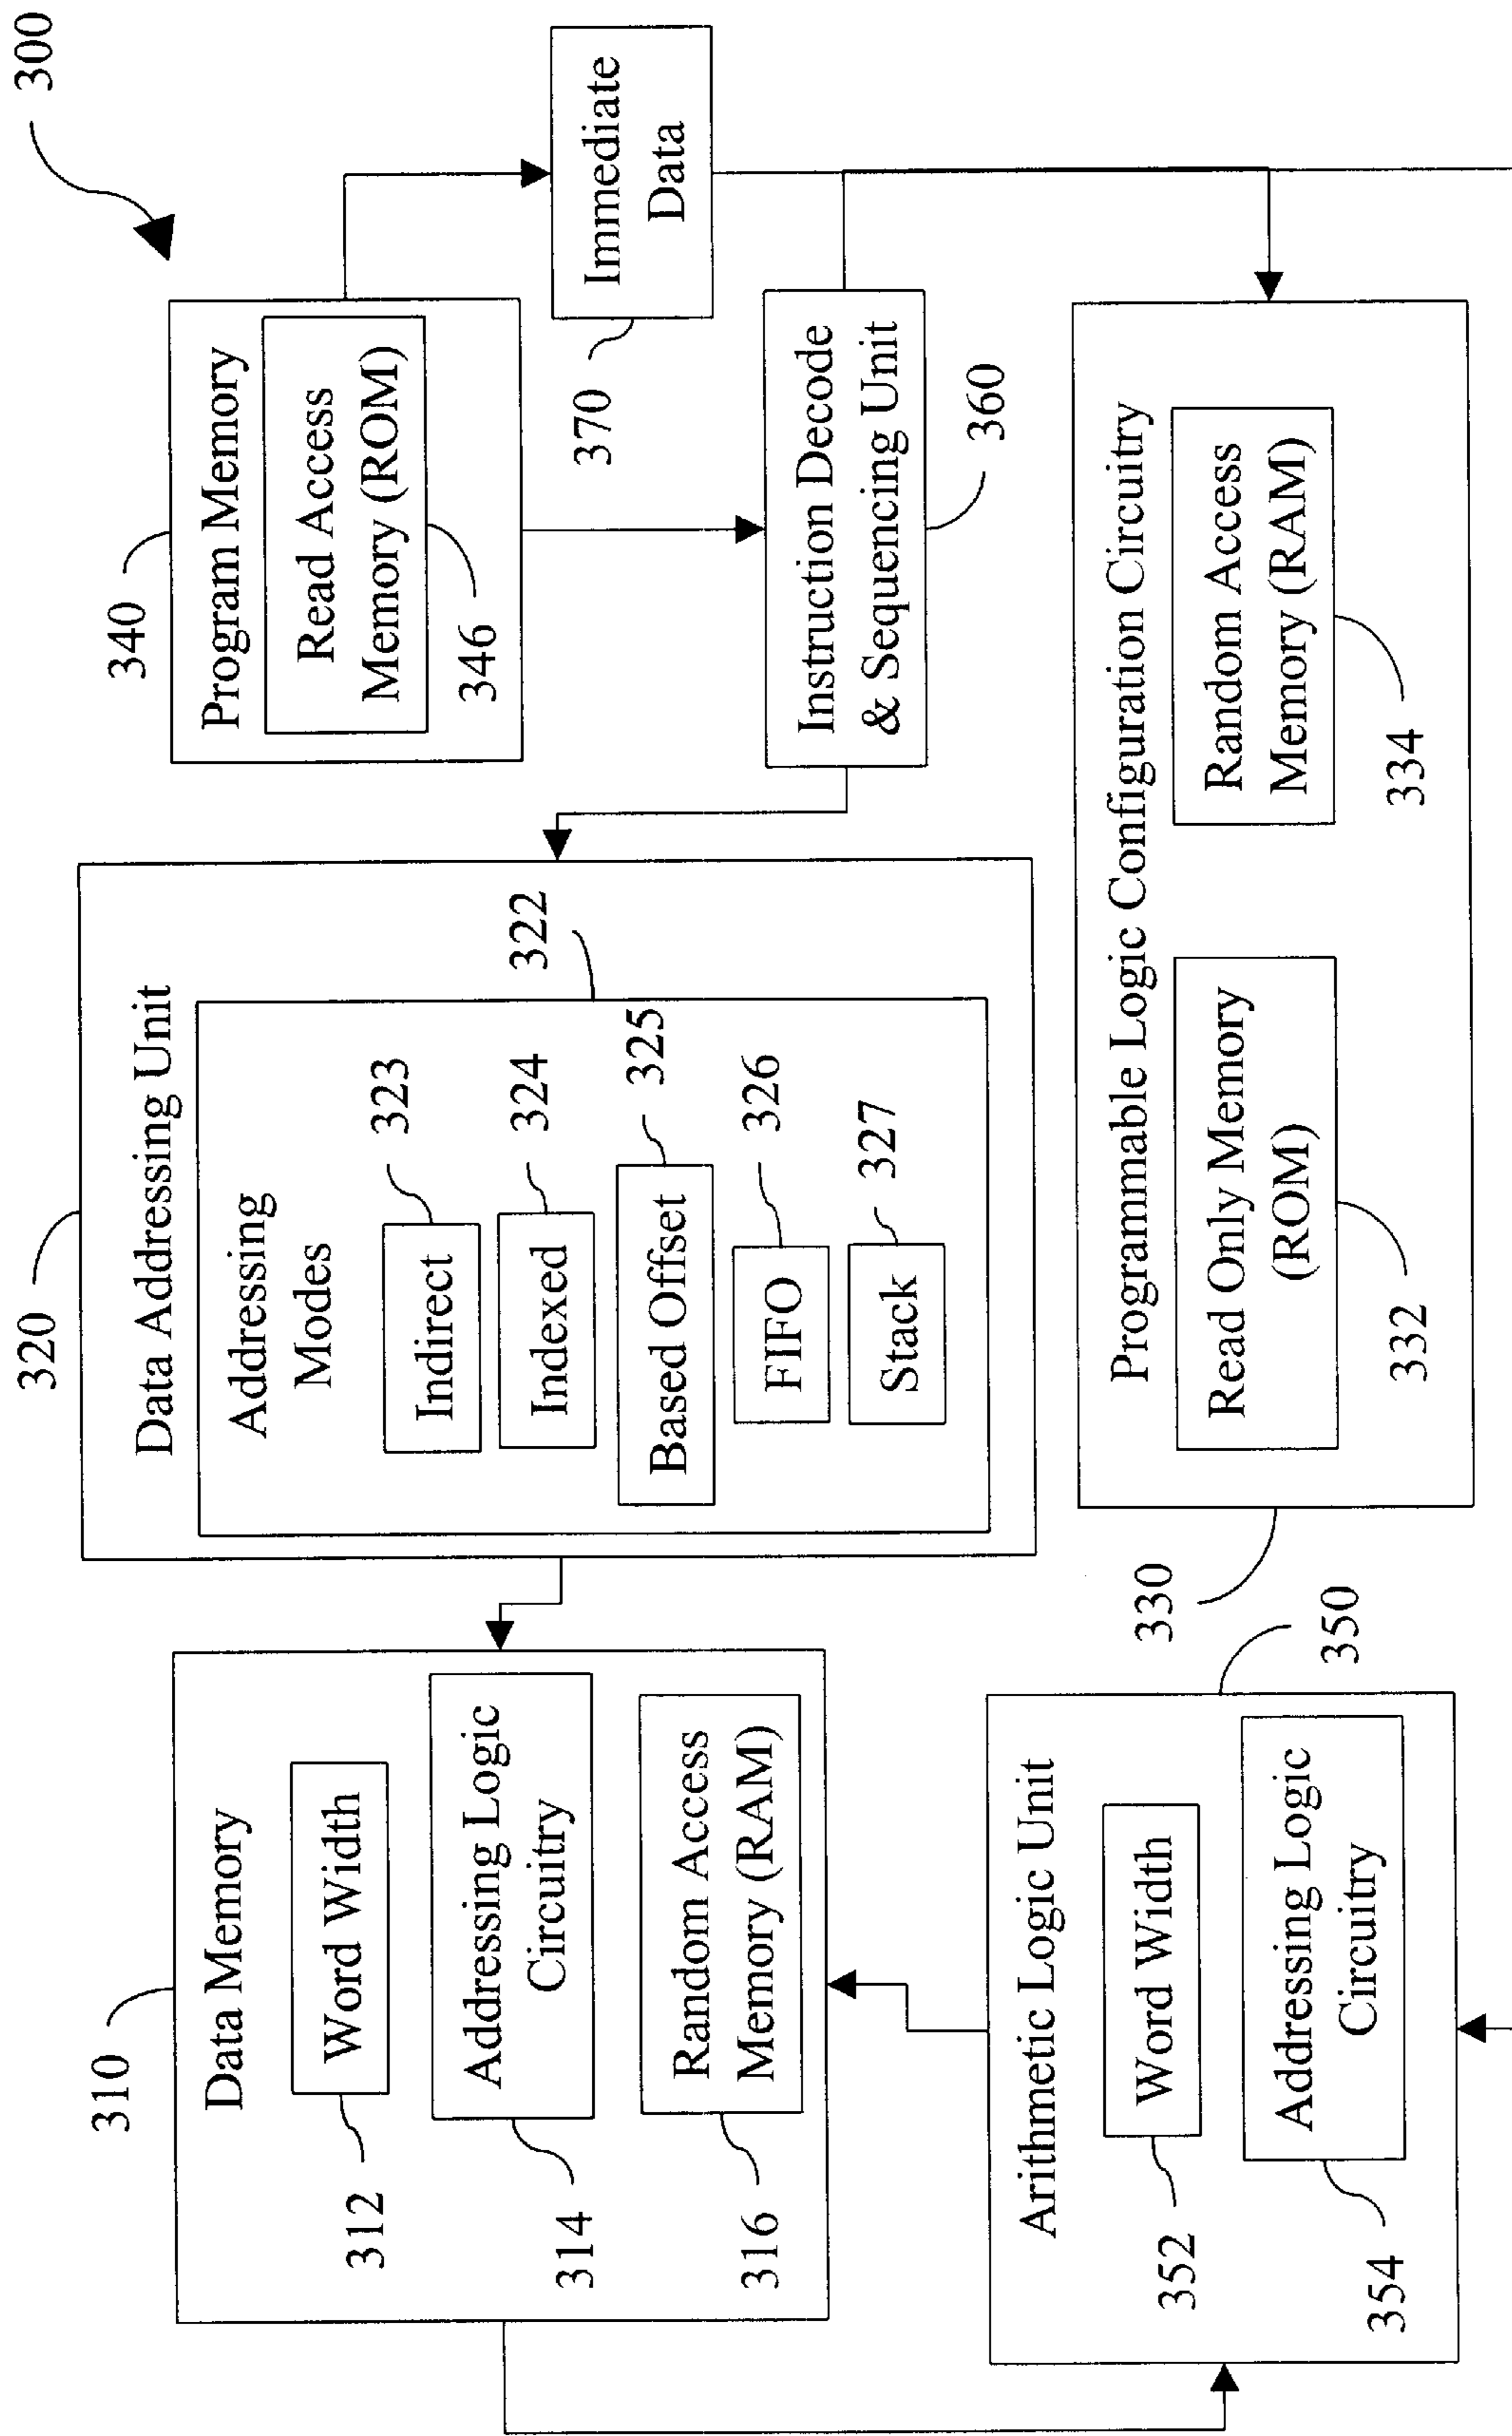 300
310
Data Memory
312
Word Width
314
Addressing Logic
Circuitry
316
Random Access
Memory (RAM)
320
Data Addressing Unit
322
Addressing
Modes
Indirect
323
Indexed
324
Based Offset
325
FIFO
326
Stack
327
340
Program Memory
Read Access
Memory (ROM)
346
370
Immediate
Data
Instruction Decode
& Sequencing Unit
360
350
Arithmetic Logic Unit
352
Word Width
354
Addressing Logic
Circuitry
330
Programmable Logic Configuration Circuitry
Read Only Memory
(ROM)
332
Random Access
Memory (RAM)
334